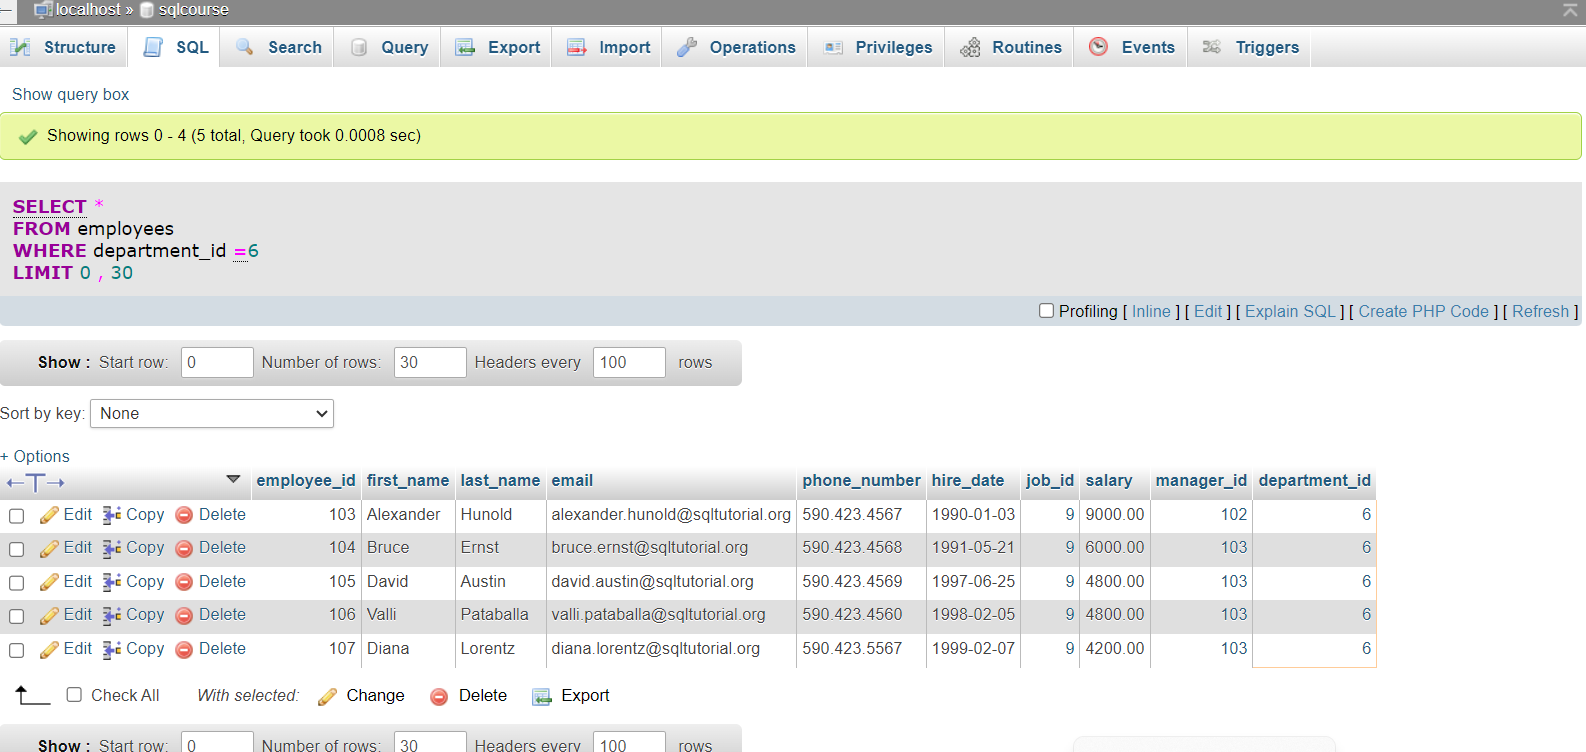 localhost » sqlcourse
Structure SQL Search Query Export Import Operations Privileges Routines Events Triggers
Show query box
Showing rows 0 - 4 (5 total, Query took 0.0008 sec)
SELECT *
FROM employees
WHERE department_id =6
LIMIT 0 , 30
Profiling [ Inline ] [ Edit ] [ Explain SQL ] [ Create PHP Code ] [ Refresh ]
Show : Start row: 0 Number of rows: 30 Headers every 100 rows
Sort by key: None
+ Options
←T→ employee_id first_name last_name email phone_number hire_date job_id salary manager_id department_id
Edit Copy Delete 103 Alexander Hunold alexander.hunold@sqltutorial.org 590.423.4567 1990-01-03 9 9000.00 102 6
Edit Copy Delete 104 Bruce Ernst bruce.ernst@sqltutorial.org 590.423.4568 1991-05-21 9 6000.00 103 6
Edit Copy Delete 105 David Austin david.austin@sqltutorial.org 590.423.4569 1997-06-25 9 4800.00 103 6
Edit Copy Delete 106 Valli Pataballa valli.pataballa@sqltutorial.org 590.423.4560 1998-02-05 9 4800.00 103 6
Edit Copy Delete 107 Diana Lorentz diana.lorentz@sqltutorial.org 590.423.5567 1999-02-07 9 4200.00 103 6
Check All With selected: Change Delete Export
Show : Start row: 0 Number of rows: 30 Headers every 100 rows